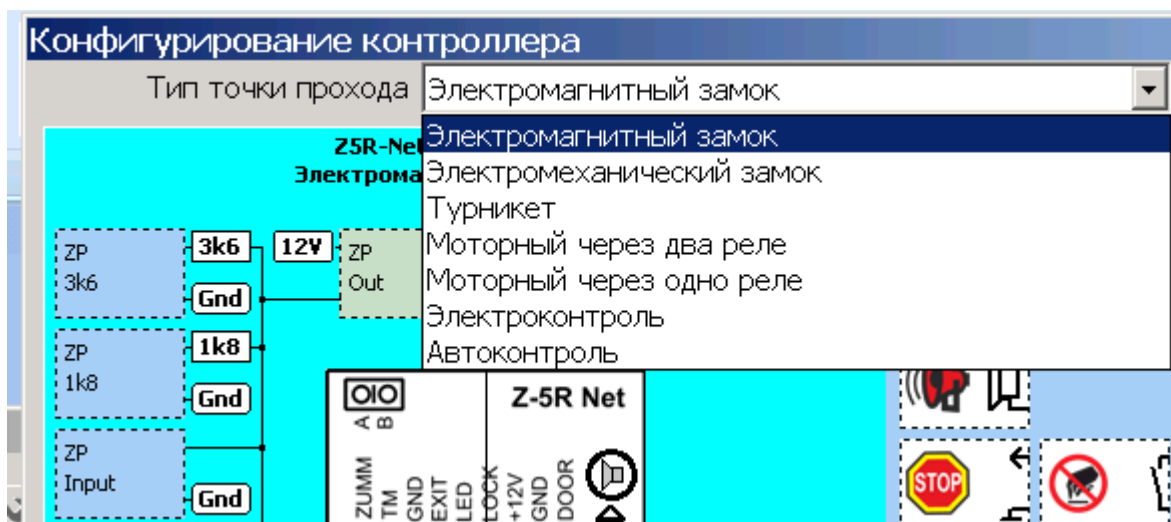 Конфигурирование контроллера
Тип точки прохода Электромагнитный замок
Электромагнитный замок
Электромеханический замок
Турникет
Моторный через два реле
Моторный через одно реле
Электроконтроль
Автоконтроль
Z5R-Net
Электрома
ZP
3k6
3k6
Gnd
12V
ZP
Out
ZP
1k8
1k8
Gnd
ZP
Input
Gnd
Z-5R Net
A
B
ZUMM
TM
GND
EXIT
LED
LOCK
+12V
GND
DOOR
STOP